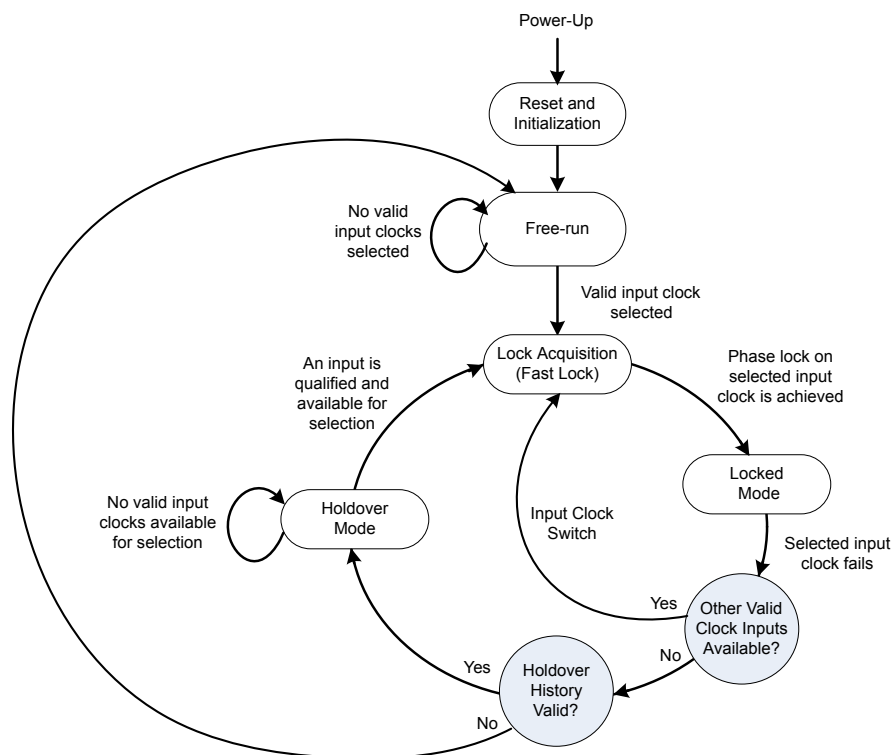 Power-Up
Reset and
Initialization
No valid
input clocks
selected
Free-run
Valid input clock
selected
An input is
qualified and
available for
selection
Lock Acquisition
(Fast Lock)
Phase lock on
selected input
clock is achieved
No valid input
clocks available
for selection
Holdover
Mode
Input Clock
Switch
Locked
Mode
Selected input
clock fails
Yes
Other Valid
Clock Inputs
Available?
No
Yes
Holdover
History
Valid?
No